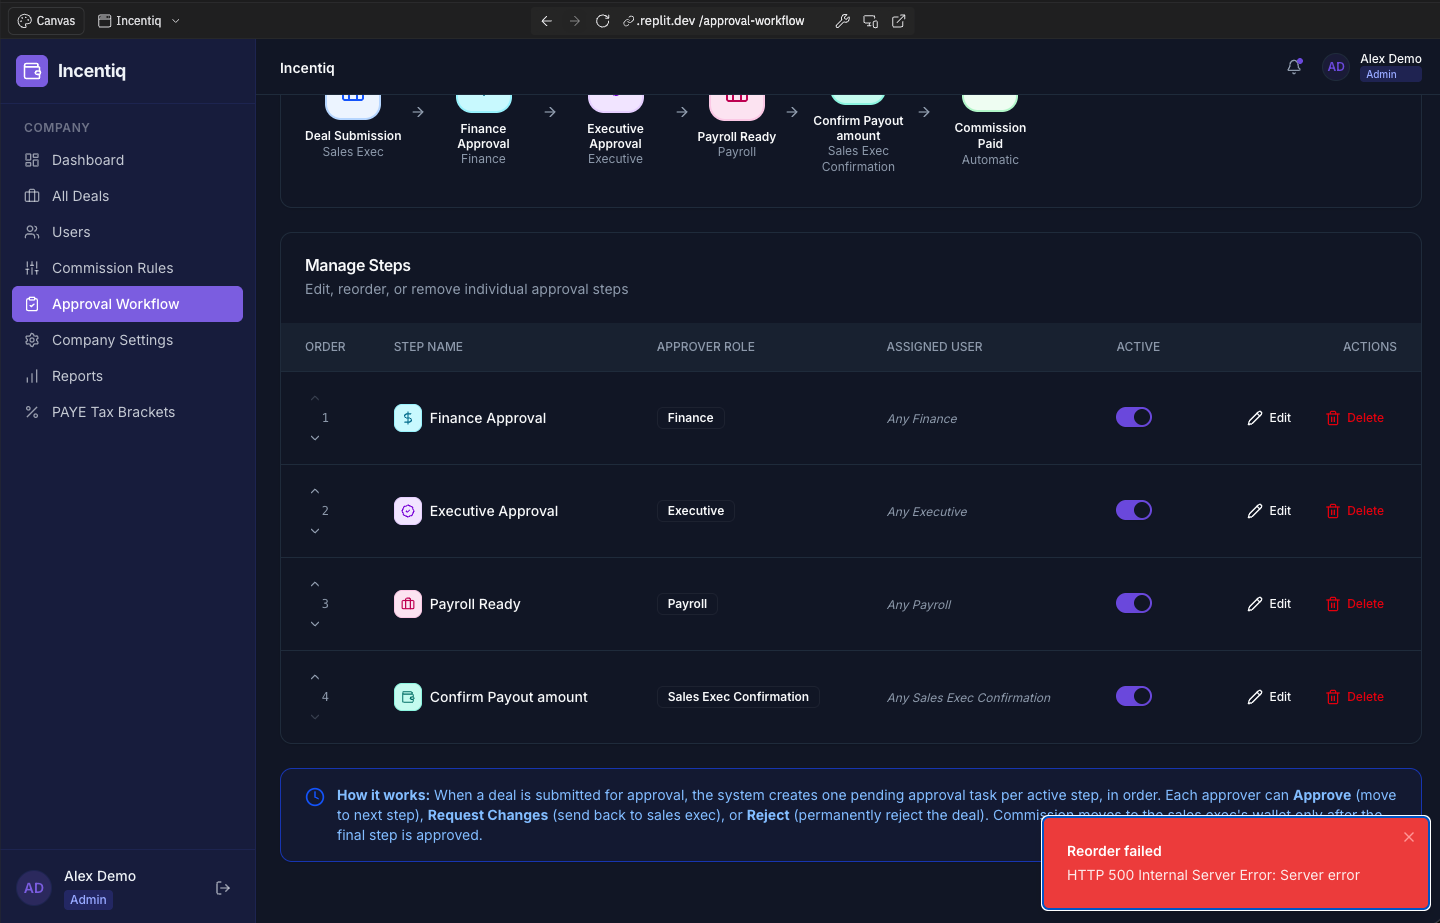 Canvas
Incentiq
.replit.dev /approval-workflow
Incentiq
Incentiq
AD
Alex Demo
Admin
COMPANY
Dashboard
All Deals
Users
Commission Rules
Approval Workflow
Company Settings
Reports
PAYE Tax Brackets
AD
Alex Demo
Admin
Deal Submission
Sales Exec
Finance
Approval
Finance
Executive
Approval
Executive
Payroll Ready
Payroll
Confirm Payout
amount
Sales Exec
Confirmation
Commission
Paid
Automatic
Manage Steps
Edit, reorder, or remove individual approval steps
ORDER STEP NAME APPROVER ROLE ASSIGNED USER ACTIVE ACTIONS
1 $ Finance Approval Finance Any Finance Edit Delete
2 Executive Approval Executive Any Executive Edit Delete
3 Payroll Ready Payroll Any Payroll Edit Delete
4 Confirm Payout amount Sales Exec Confirmation Any Sales Exec Confirmation Edit Delete
How it works: When a deal is submitted for approval, the system creates one pending approval task per active step, in order. Each approver can Approve (move
to next step), Request Changes (send back to sales exec), or Reject (permanently reject the deal). Commission moves to the sales exec's wallet only after the
final step is approved.
Reorder failed
HTTP 500 Internal Server Error: Server error